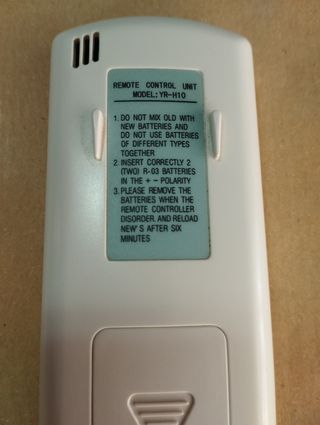 REMOTE CONTROL UNIT
MODEL: YR-H10
1. DO NOT MIX OLD WITH
NEW BATTERIES AND
DO NOT USE BATTERIES
OF DIFFERENT TYPES
TOGETHER
2. INSERT CORRECTLY 2
(TWO) R-03 BATTERIES
IN THE + - POLARITY
3. PLEASE REMOVE THE
BATTERIES WHEN THE
REMOTE CONTROLLER
DISORDER. AND RELOAD
NEW'S AFTER SIX
MINUTES